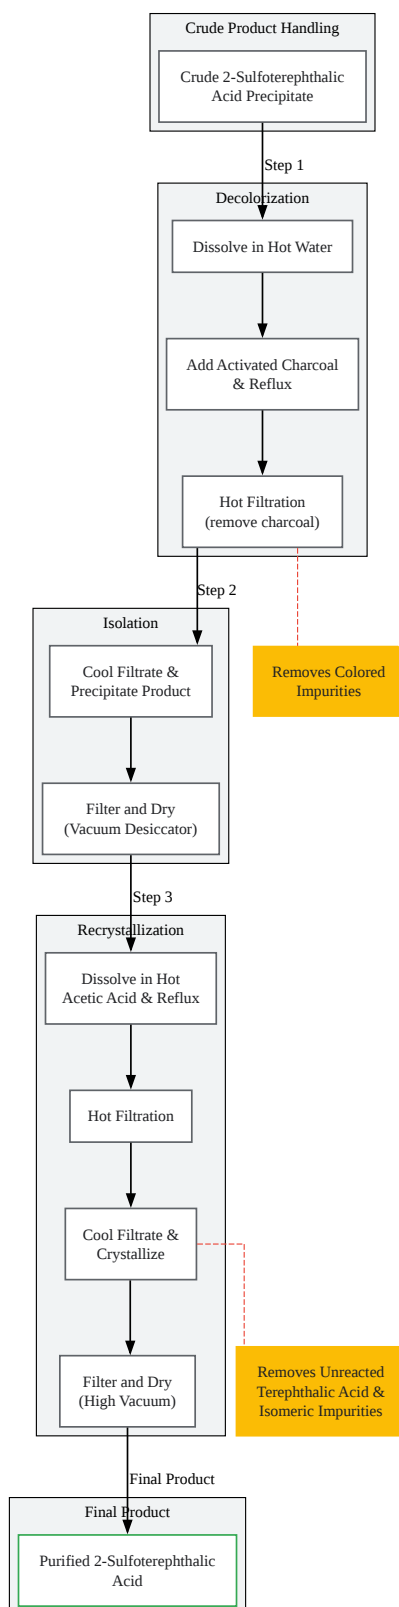 Crude Product Handling
Crude 2-Sulfoterephthalic
Acid Precipitate
Step 1
Decolorization
Dissolve in Hot Water
Add Activated Charcoal
& Reflux
Hot Filtration
(remove charcoal)
Step 2
Isolation
Cool Filtrate &
Precipitate Product
Removes Colored
Impurities
Filter and Dry
(Vacuum Desiccator)
Step 3
Recrystallization
Dissolve in Hot
Acetic Acid & Reflux
Hot Filtration
Cool Filtrate &
Crystallize
Filter and Dry
(High Vacuum)
Removes Unreacted
Terephthalic Acid &
Isomeric Impurities
Final Product
Final Product
Purified 2-Sulfoterephthalic
Acid